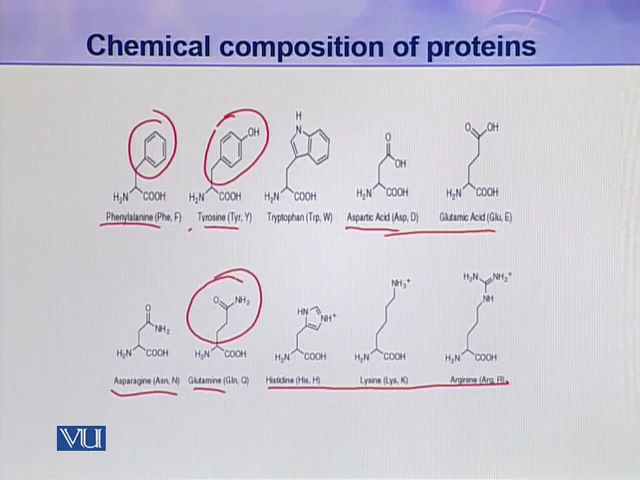 Chemical composition of proteins
H
N
OH
O
OH
O
OH
H₂N COOH H₂N COOH H₂N COOH H₂N COOH H₂N COOH
Phenylalanine (Phe, F) Tyrosine (Tyr, Y) Tryptophan (Trp, W) Aspartic Acid (Asp, D) Glutamic Acid (Glu, E)
O
NH₂
O
NH₂
HN
NH⁺
NH₃⁺
H₂N NH₂⁺
NH
H₂N COOH H₂N COOH H₂N COOH H₂N COOH H₂N COOH
Asparagine (Asn, N) Glutamine (Gln, Q) Histidine (His, H) Lysine (Lys, K) Arginine (Arg, R)
VU